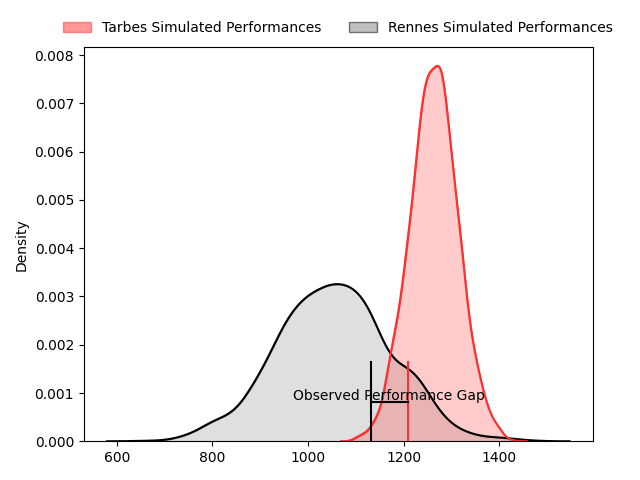 Tarbes Simulated Performances Rennes Simulated Performances
0.008
0.007
0.006
0.005
0.004
0.003
0.002
0.001
0.000
Density
Observed Performance Gap
600 800 1000 1200 1400